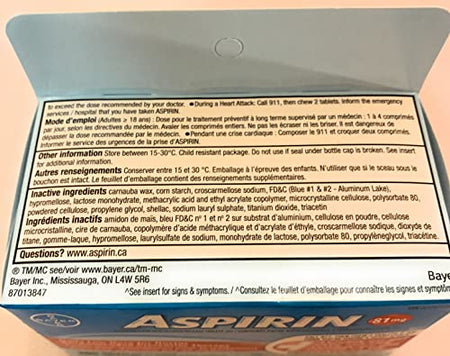 to exceed the dose recommended by your doctor. ●During a Heart Attack: Call 911, then chew 2 tablets. Inform the emergency
services / hospital that you have taken ASPIRIN.
Mode d'emploi (Adultes ≥ 18 ans) : Dose pour le traitement préventif à long terme supervisé par un médecin : 1 à 4 comprimés
par jour, selon les directives du médecin. Avaler les comprimés entiers. Ne pas les écraser ni les briser. Il est dangereux de
dépasser la dose recommandée par le médecin. ●Pendant une crise cardiaque : Composer le 911 et croquer deux comprimés.
Informer le service des urgences de la prise d'ASPIRIN.
Other information Store between 15-30°C. Child resistant package. Do not use if seal under bottle cap is broken. See insert
for additional information.
Autres renseignements Conserver entre 15 et 30 °C. Emballage à l'épreuve des enfants. N'utiliser que si le sceau sous le
bouchon est intact. Le feuillet d'emballage contient des renseignements supplémentaires.
Inactive ingredients carnauba wax, corn starch, croscarmellose sodium, FD&C (Blue #1 & #2 - Aluminum Lake),
hypromellose, lactose monohydrate, methacrylic acid and ethyl acrylate copolymer, microcrystalline cellulose, polysorbate 80,
powdered cellulose, propylene glycol, shellac, sodium lauryl sulphate, titanium dioxide, triacetin
Ingrédients inactifs amidon de maïs, bleu FD&C n° 1 et n° 2 sur substrat d'aluminium, cellulose en poudre, cellulose
microcristalline, cire de carnauba, copolymère d'acide méthacrylique et d'acrylate d'éthyle, croscarmellose sodique, dioxyde de
titane, gomme-laque, hypromellose, laurylsulfate de sodium, monohydrate de lactose, polysorbate 80, propylèneglycol, triacétine.
Questions? www.aspirin.ca
® TM/MC see/voir www.bayer.ca/tm-mc
Bayer Inc., Mississauga, ON L4W 5R6
Baye
87013847
^See insert for signs & symptoms. / ^Consultez le feuillet d'emballage pour connaître les signes et symptôm
ASPIRIN 81mg